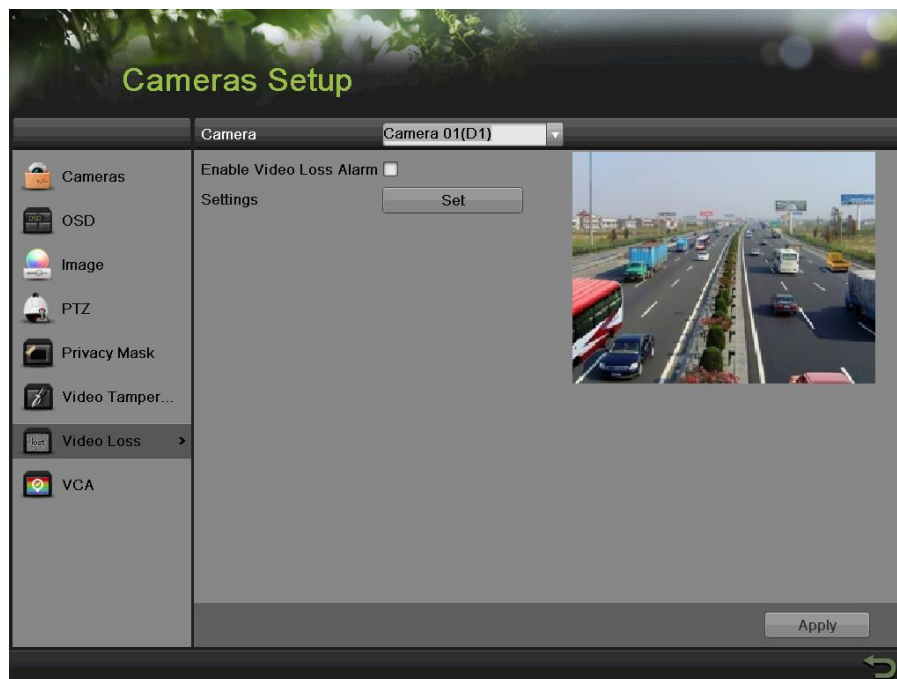 Cameras Setup
Camera Camera 01(D1)
Enable Video Loss Alarm
Settings Set
Cameras
OSD
Image
PTZ
Privacy Mask
Video Tamper...
Video Loss
VCA
Apply